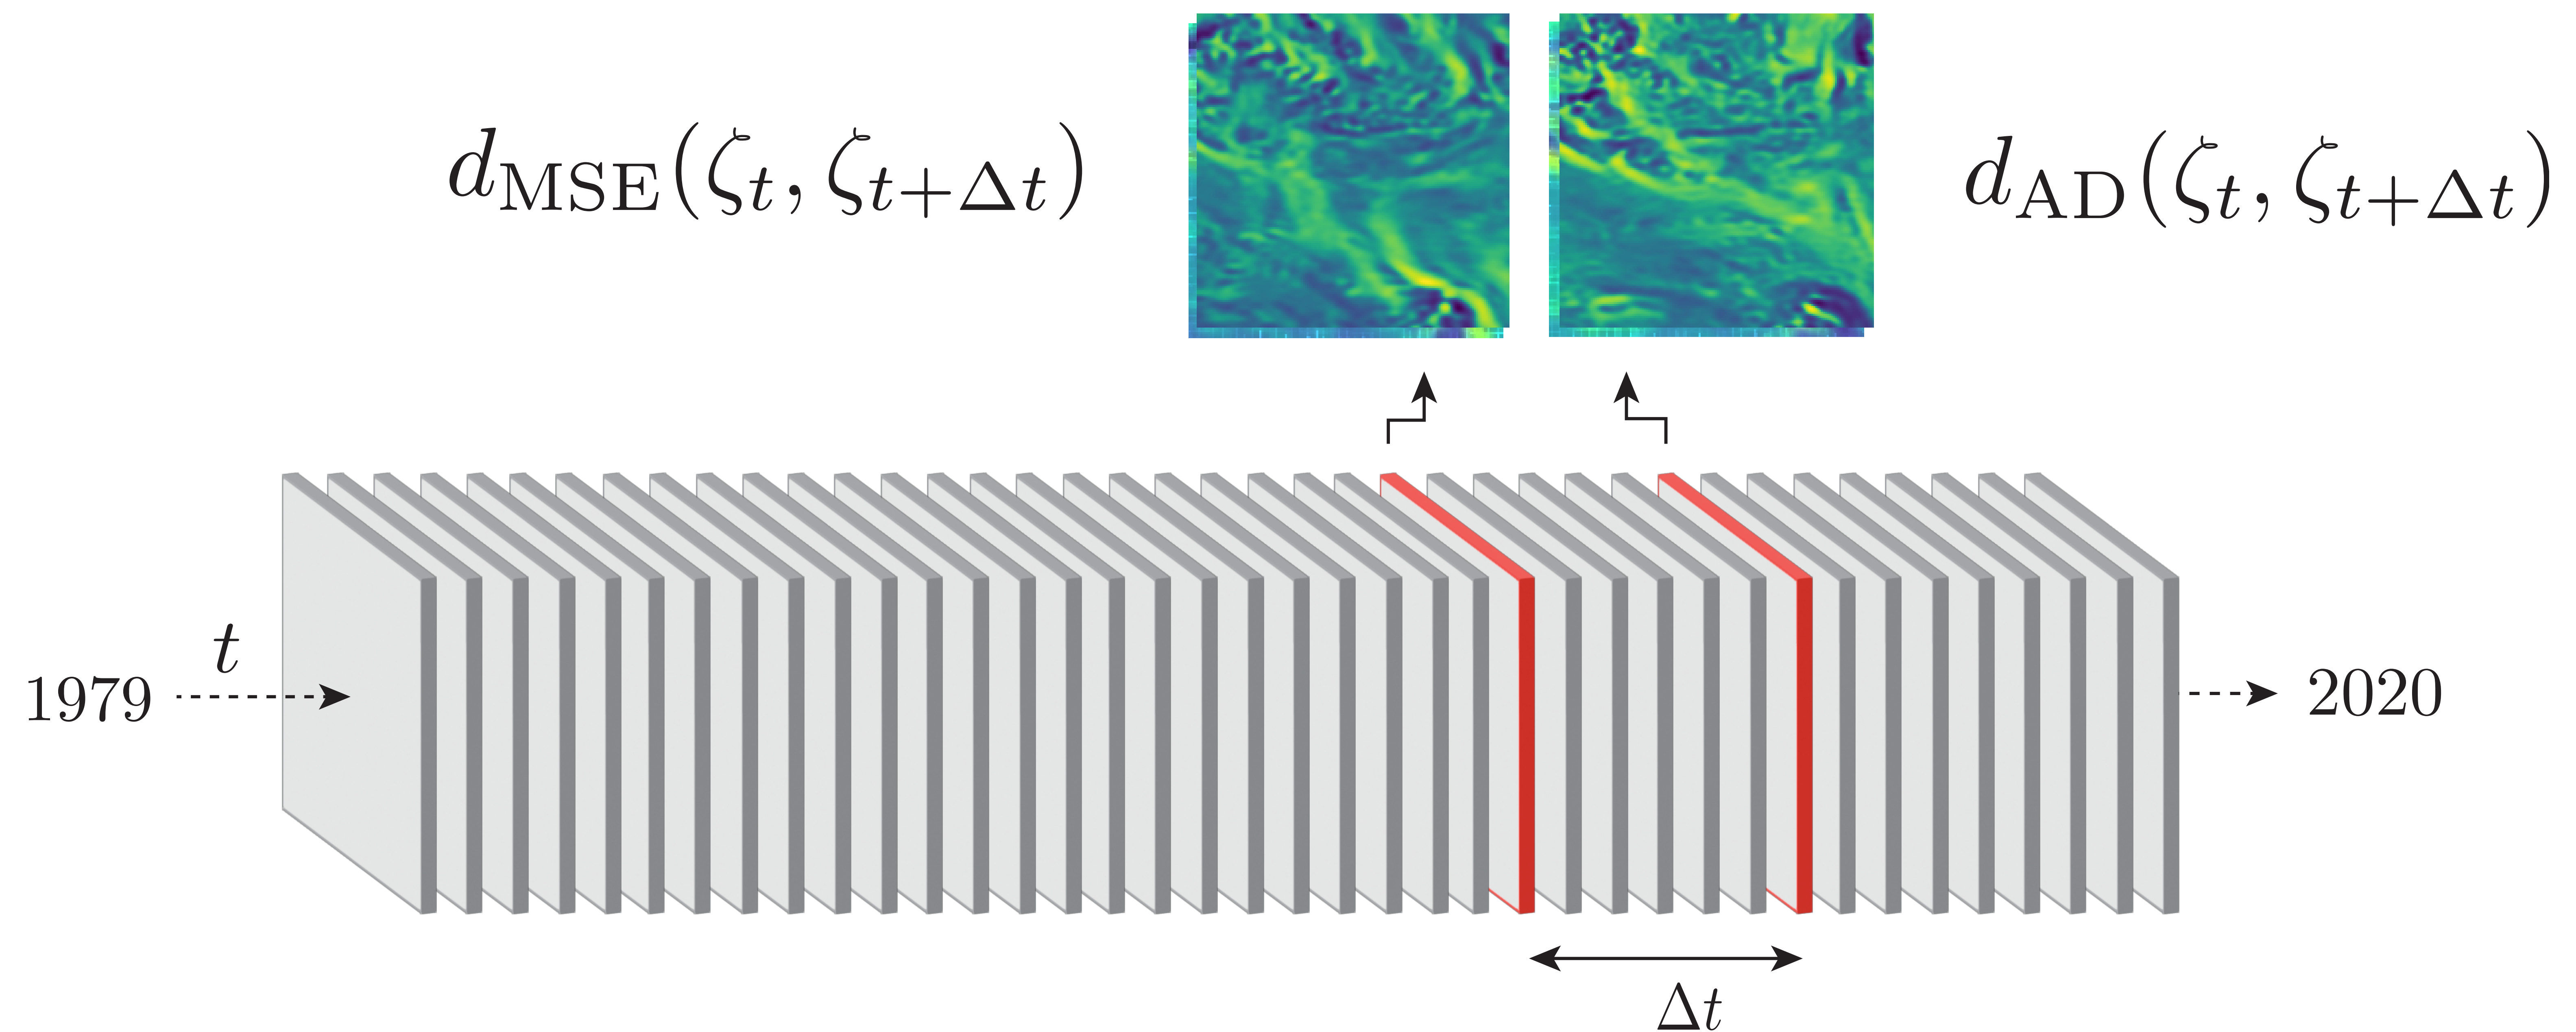 d_MSE(ζ_t, ζ_{t+Δt})
d_AD(ζ_t, ζ_{t+Δt})
t
1979
2020
Δt